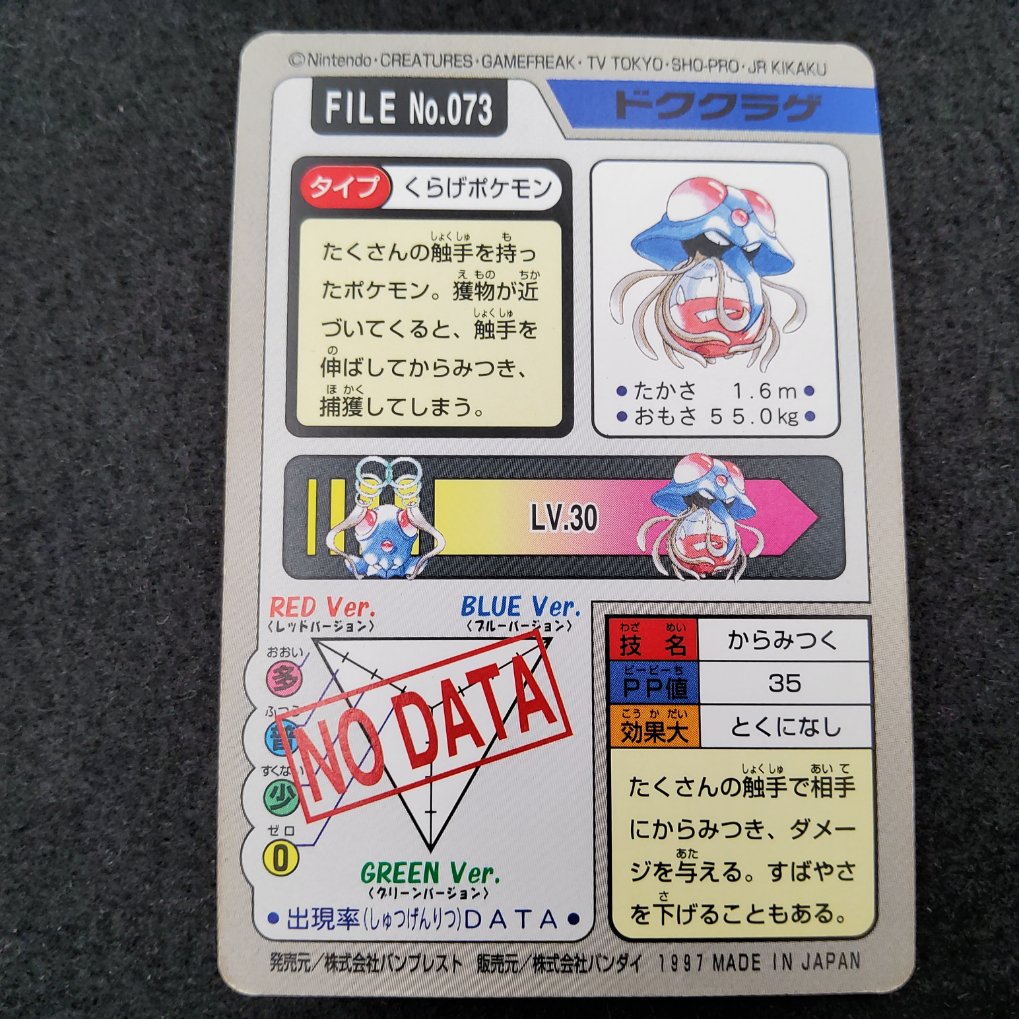 ©Nintendo・CREATURES・GAMEFREAK・TV TOKYO・SHO-PRO・JR KIKAKU
FILE No.073
ドククラゲ
タイプ くらげポケモン
たくさんの触手を持っ
たポケモン。獲物が近
づいてくると、触手を
伸ばしてからみつき、
捕獲してしまう。
●たかさ 1.6m●
●おもさ 55.0kg●
LV.30
RED Ver.
(レッドバージョン)
BLUE Ver.
(ブルーバージョン)
おおい
多
ふつう
普
すくない
少
ゼロ
0
NO DATA
GREEN Ver.
(グリーンバージョン)
●出現率(しゅつげんりつ)DATA●
技名 からみつく
PP値 35
効果大 とくになし
たくさんの触手で相手
にからみつき、ダメー
ジを与える。すばやさ
を下げることもある。
発売元/株式会社バンプレスト 販売元/株式会社バンダイ 1997 MADE IN JAPAN